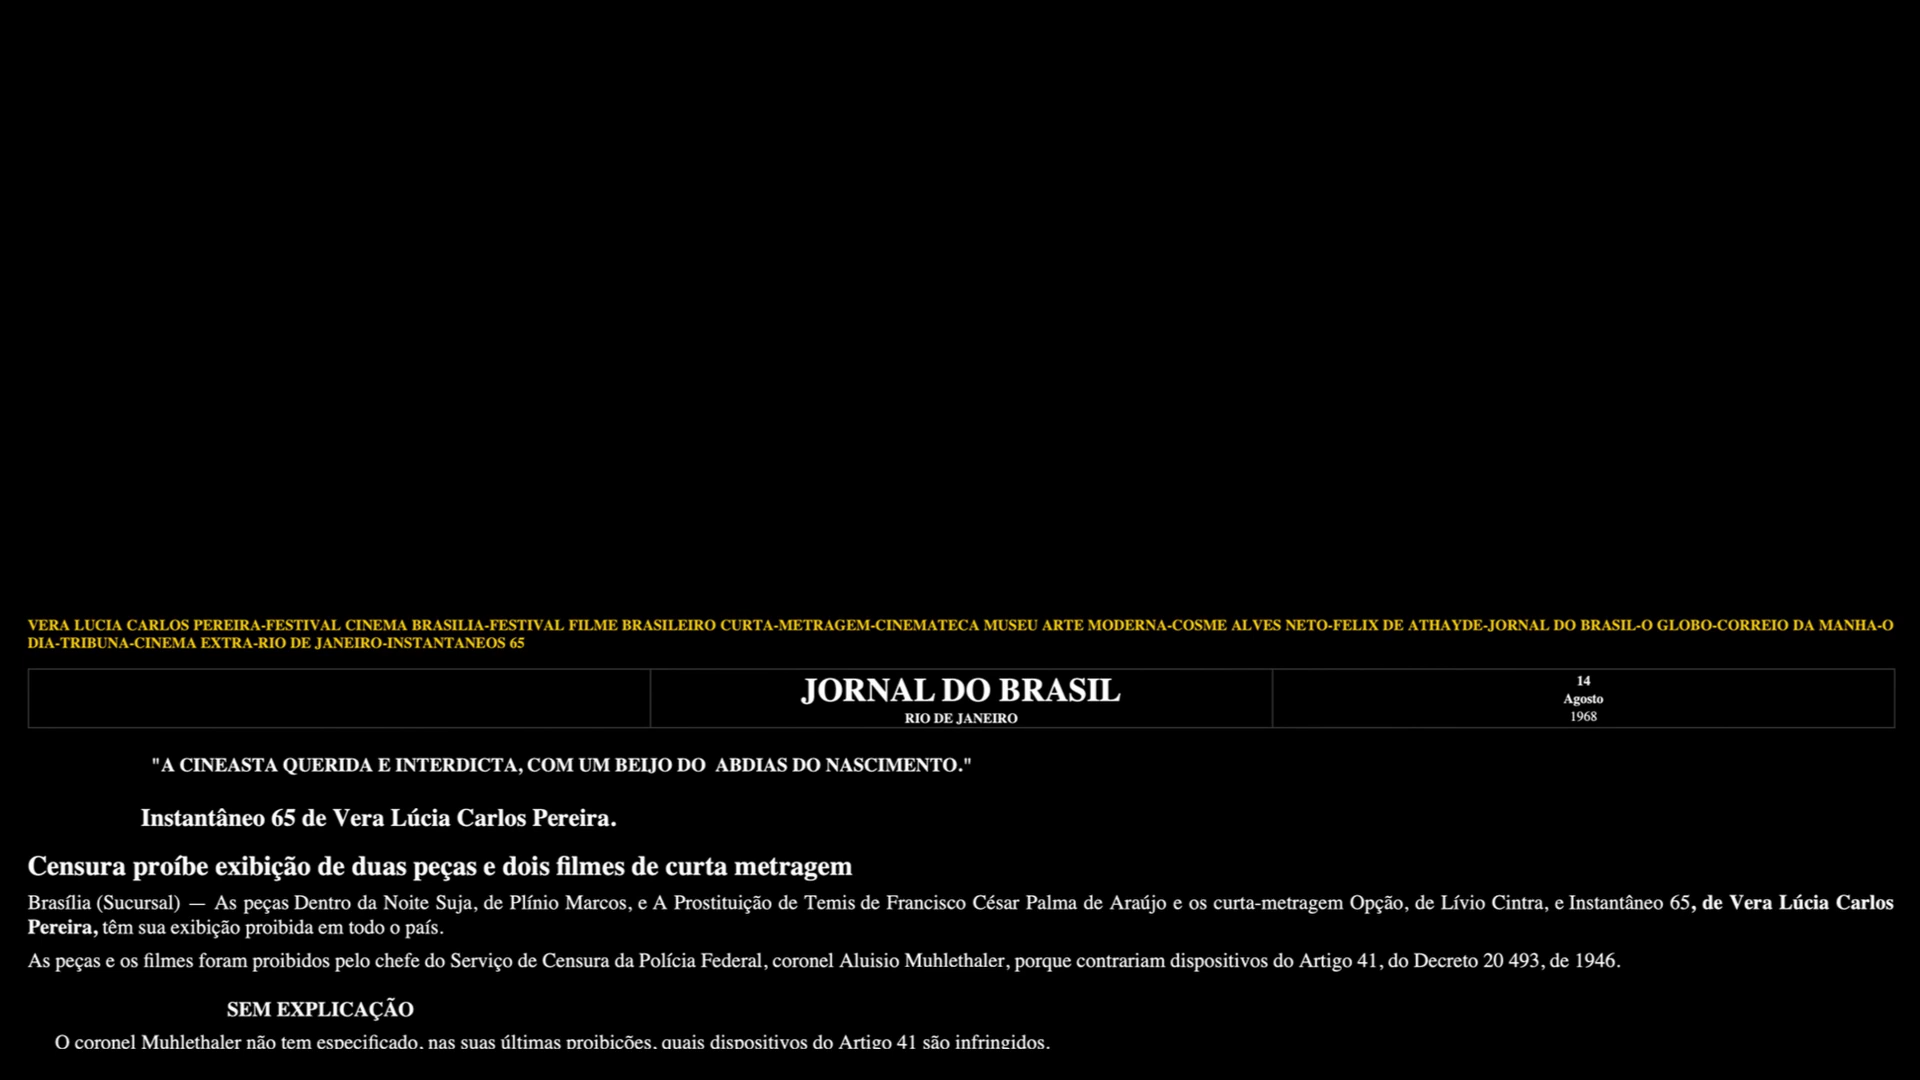 VERA LUCIA CARLOS PEREIRA-FESTIVAL CINEMA BRASILIA-FESTIVAL FILME BRASILEIRO CURTA-METRAGEM-CINEMATECA MUSEU ARTE MODERNA-COSME ALVES NETO-FELIX DE ATHAYDE-JORNAL DO BRASIL-O GLOBO-CORREIO DA MANHA-O
DIA-TRIBUNA-CINEMA EXTRA-RIO DE JANEIRO-INSTANTANEOS 65
JORNAL DO BRASIL
RIO DE JANEIRO
14
Agosto
1968
"A CINEASTA QUERIDA E INTERDICTA, COM UM BEIJO DO  ABDIAS DO NASCIMENTO."
Instantâneo 65 de Vera Lúcia Carlos Pereira.
Censura proíbe exibição de duas peças e dois filmes de curta metragem
Brasília (Sucursal) — As peças Dentro da Noite Suja, de Plínio Marcos, e A Prostituição de Temis de Francisco César Palma de Araújo e os curta-metragem Opção, de Lívio Cintra, e Instantâneo 65, de Vera Lúcia Carlos
Pereira, têm sua exibição proibida em todo o país.
As peças e os filmes foram proibidos pelo chefe do Serviço de Censura da Polícia Federal, coronel Aluisio Muhlethaler, porque contrariam dispositivos do Artigo 41, do Decreto 20 493, de 1946.
SEM EXPLICAÇÃO
O coronel Muhlethaler não tem especificado, nas suas últimas proibições, quais dispositivos do Artigo 41 são infringidos.